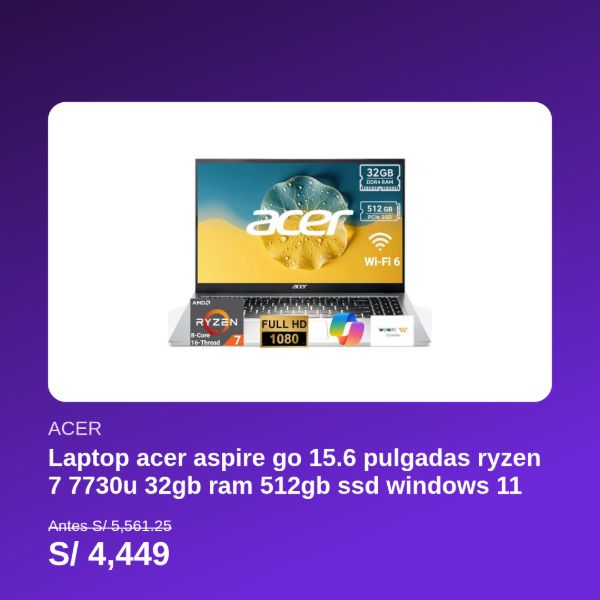 32GB
DDR4 RAM
512 GB
PCIe SSD
acer
Wi-Fi 6
acer
AMD
RYZEN
8-Core
16-Thread
7
FULL HD
1080
ACER
Laptop acer aspire go 15.6 pulgadas ryzen
7 7730u 32gb ram 512gb ssd windows 11
Antes S/ 5,561.25
S/ 4,449